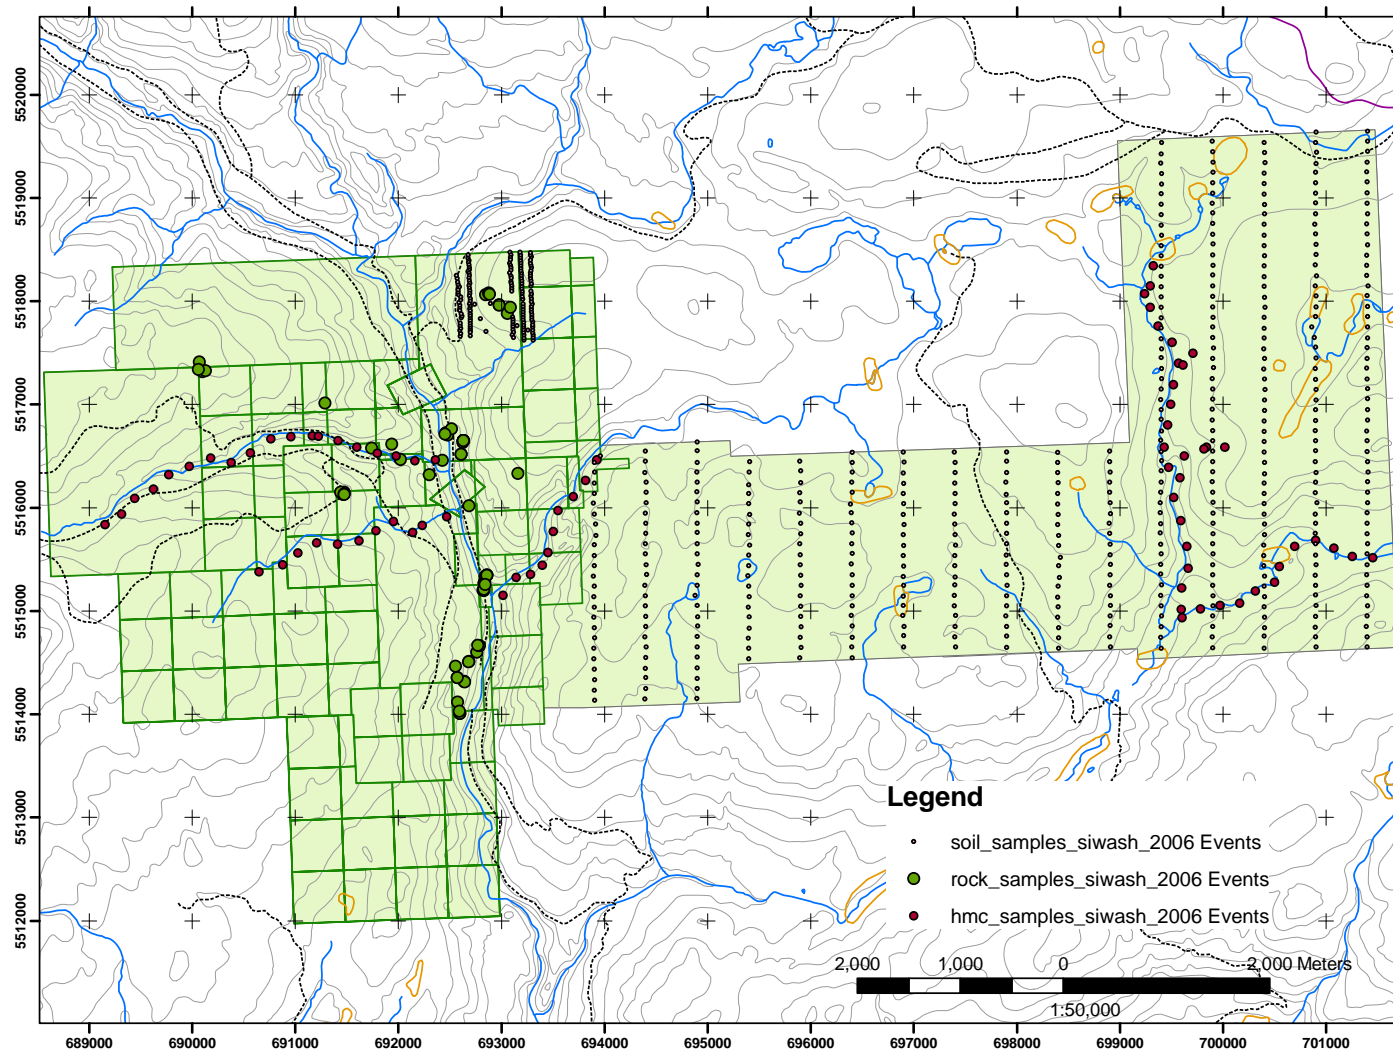 5520000
5519000
5518000
5517000
5516000
5515000
5514000
5513000
5512000
Legend
soil_samples_siwash_2006 Events
rock_samples_siwash_2006 Events
hmc_samples_siwash_2006 Events
2,000 1,000 0 2,000 Meters
1:50,000
689000 690000 691000 692000 693000 694000 695000 696000 697000 698000 699000 700000 701000